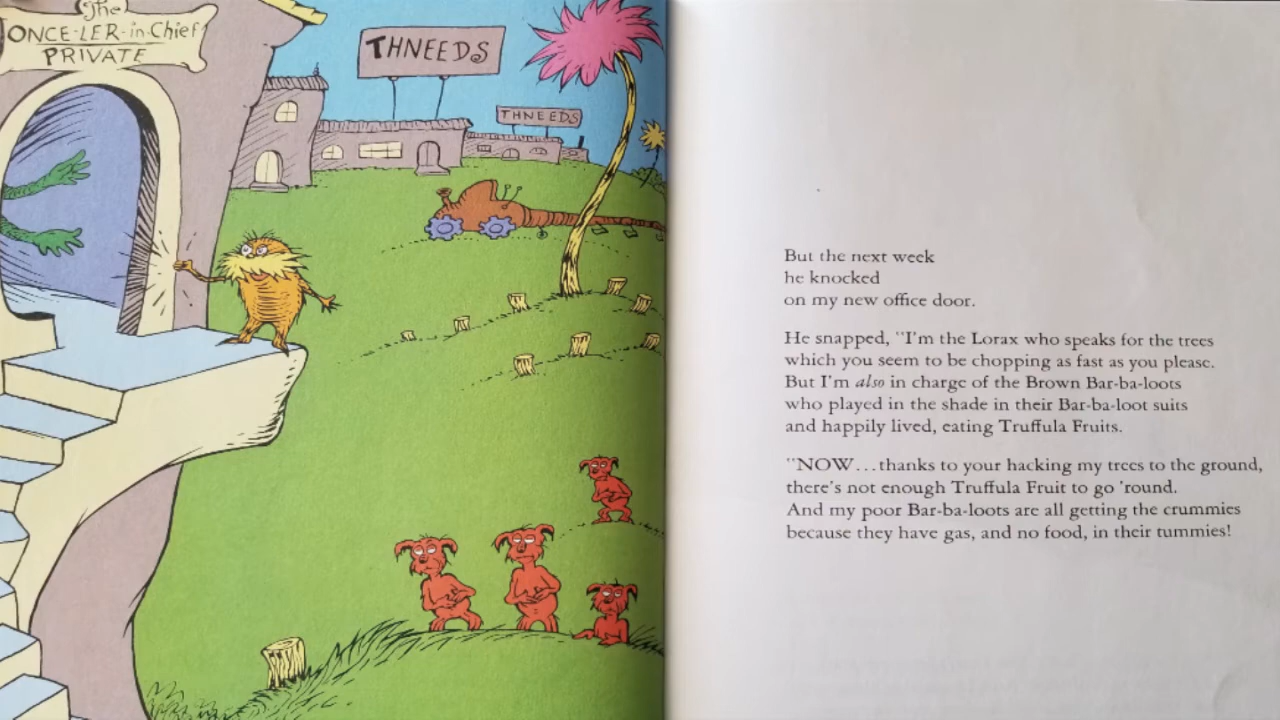 The
ONCE-LER-in-Chief
PRIVATE
THNEEDS
THNEEDS
But the next week
he knocked
on my new office door.
He snapped, "I'm the Lorax who speaks for the trees
which you seem to be chopping as fast as you please.
But I'm also in charge of the Brown Bar-ba-loots
who played in the shade in their Bar-ba-loot suits
and happily lived, eating Truffula Fruits.
"NOW...thanks to your hacking my trees to the ground,
there's not enough Truffula Fruit to go 'round.
And my poor Bar-ba-loots are all getting the crummies
because they have gas, and no food, in their tummies!